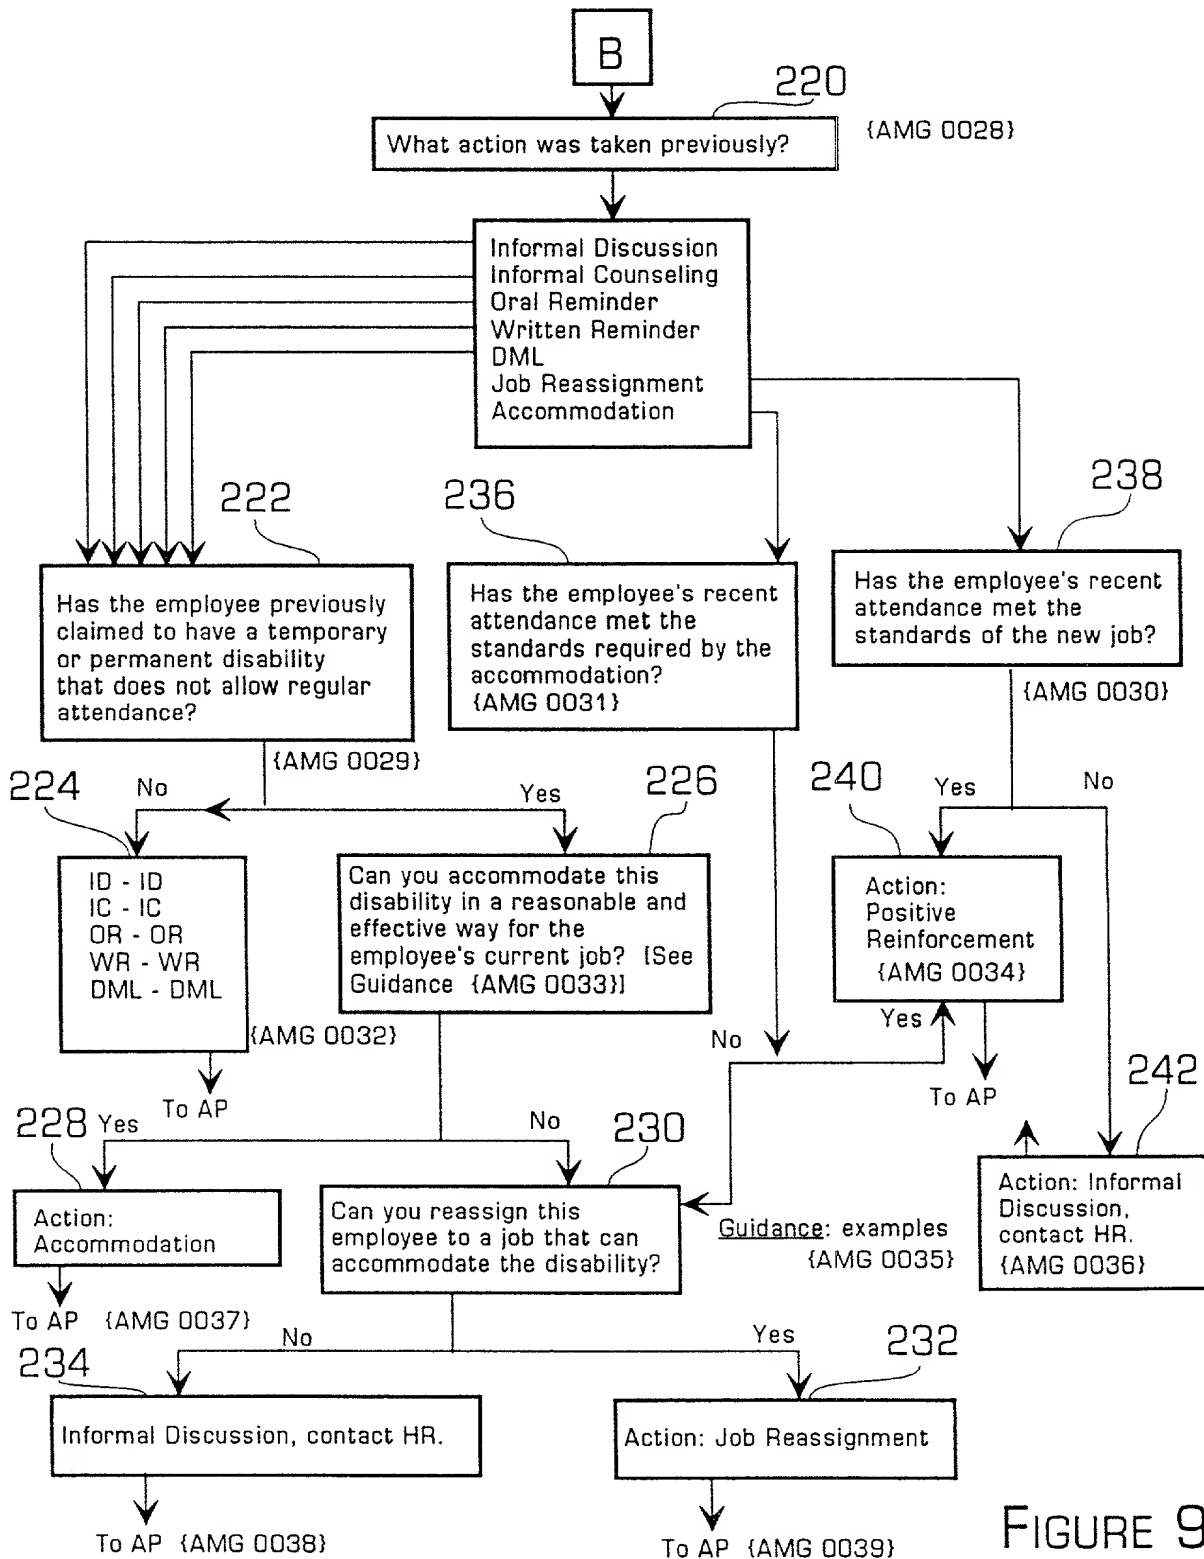 B
220
What action was taken previously?
{AMG 0028}
Informal Discussion
Informal Counseling
Oral Reminder
Written Reminder
DML
Job Reassignment
Accommodation
222
236
238
Has the employee previously
claimed to have a temporary
or permanent disability
that does not allow regular
attendance?
{AMG 0029}
Has the employee's recent
attendance met the
standards required by the
accommodation?
{AMG 0031}
Has the employee's recent
attendance met the
standards of the new job?
{AMG 0030}
224
No
Yes
226
240
Yes
No
ID - ID
IC - IC
OR - OR
WR - WR
DML - DML
{AMG 0032}
To AP
Can you accommodate this
disability in a reasonable and
effective way for the
employee's current job? [See
Guidance {AMG 0033}]
Action:
Positive
Reinforcement
{AMG 0034}
Yes
No
To AP
242
228
Yes
No
230
Action:
Accommodation
To AP {AMG 0037}
Can you reassign this
employee to a job that can
accommodate the disability?
Guidance: examples
{AMG 0035}
Action: Informal
Discussion,
contact HR.
{AMG 0036}
234
No
Yes
232
Informal Discussion, contact HR.
Action: Job Reassignment
To AP {AMG 0038}
To AP {AMG 0039}
FIGURE 9